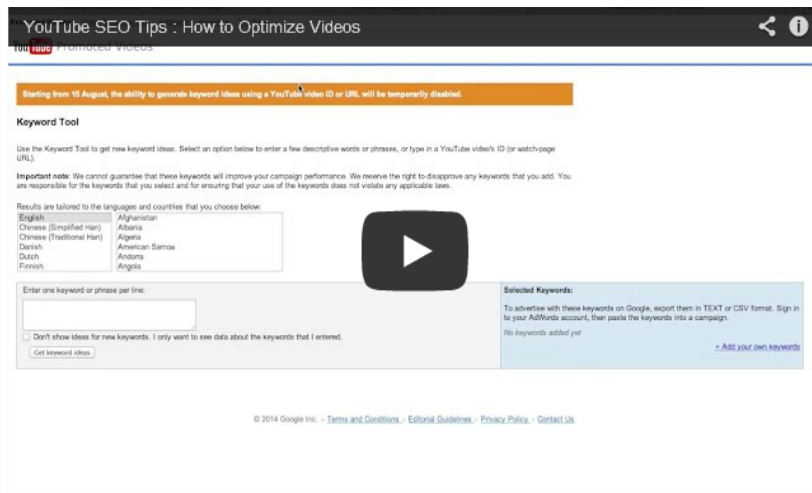 YouTube SEO Tips : How to Optimize Videos
You Tube Promoted Videos
Starting from 15 August, the ability to generate keyword ideas using a YouTube video ID or URL will be temporarily disabled.
Keyword Tool
Use the Keyword Tool to get new keyword ideas. Select an option below to enter a few descriptive words or phrases, or type in a YouTube video's ID (or watch-page
URL).
Important note: We cannot guarantee that these keywords will improve your campaign performance. We reserve the right to disapprove any keywords that you add. You
are responsible for the keywords that you select and for ensuring that your use of the keywords does not violate any applicable laws.
Results are tailored to the languages and countries that you choose below:
English
Chinese (Simplified Han)
Chinese (Traditional Han)
Danish
Dutch
Finnish
Afghanistan
Albania
Algeria
American Samoa
Andorra
Angola
Enter one keyword or phrase per line:
Don't show ideas for new keywords. I only want to see data about the keywords that I entered.
Get keyword ideas
Selected Keywords:
To advertise with these keywords on Google, export them in TEXT or CSV format. Sign in
to your AdWords account, then paste the keywords into a campaign.
No keywords added yet
+ Add your own keywords
© 2014 Google Inc. - Terms and Conditions - Editorial Guidelines - Privacy Policy - Contact Us